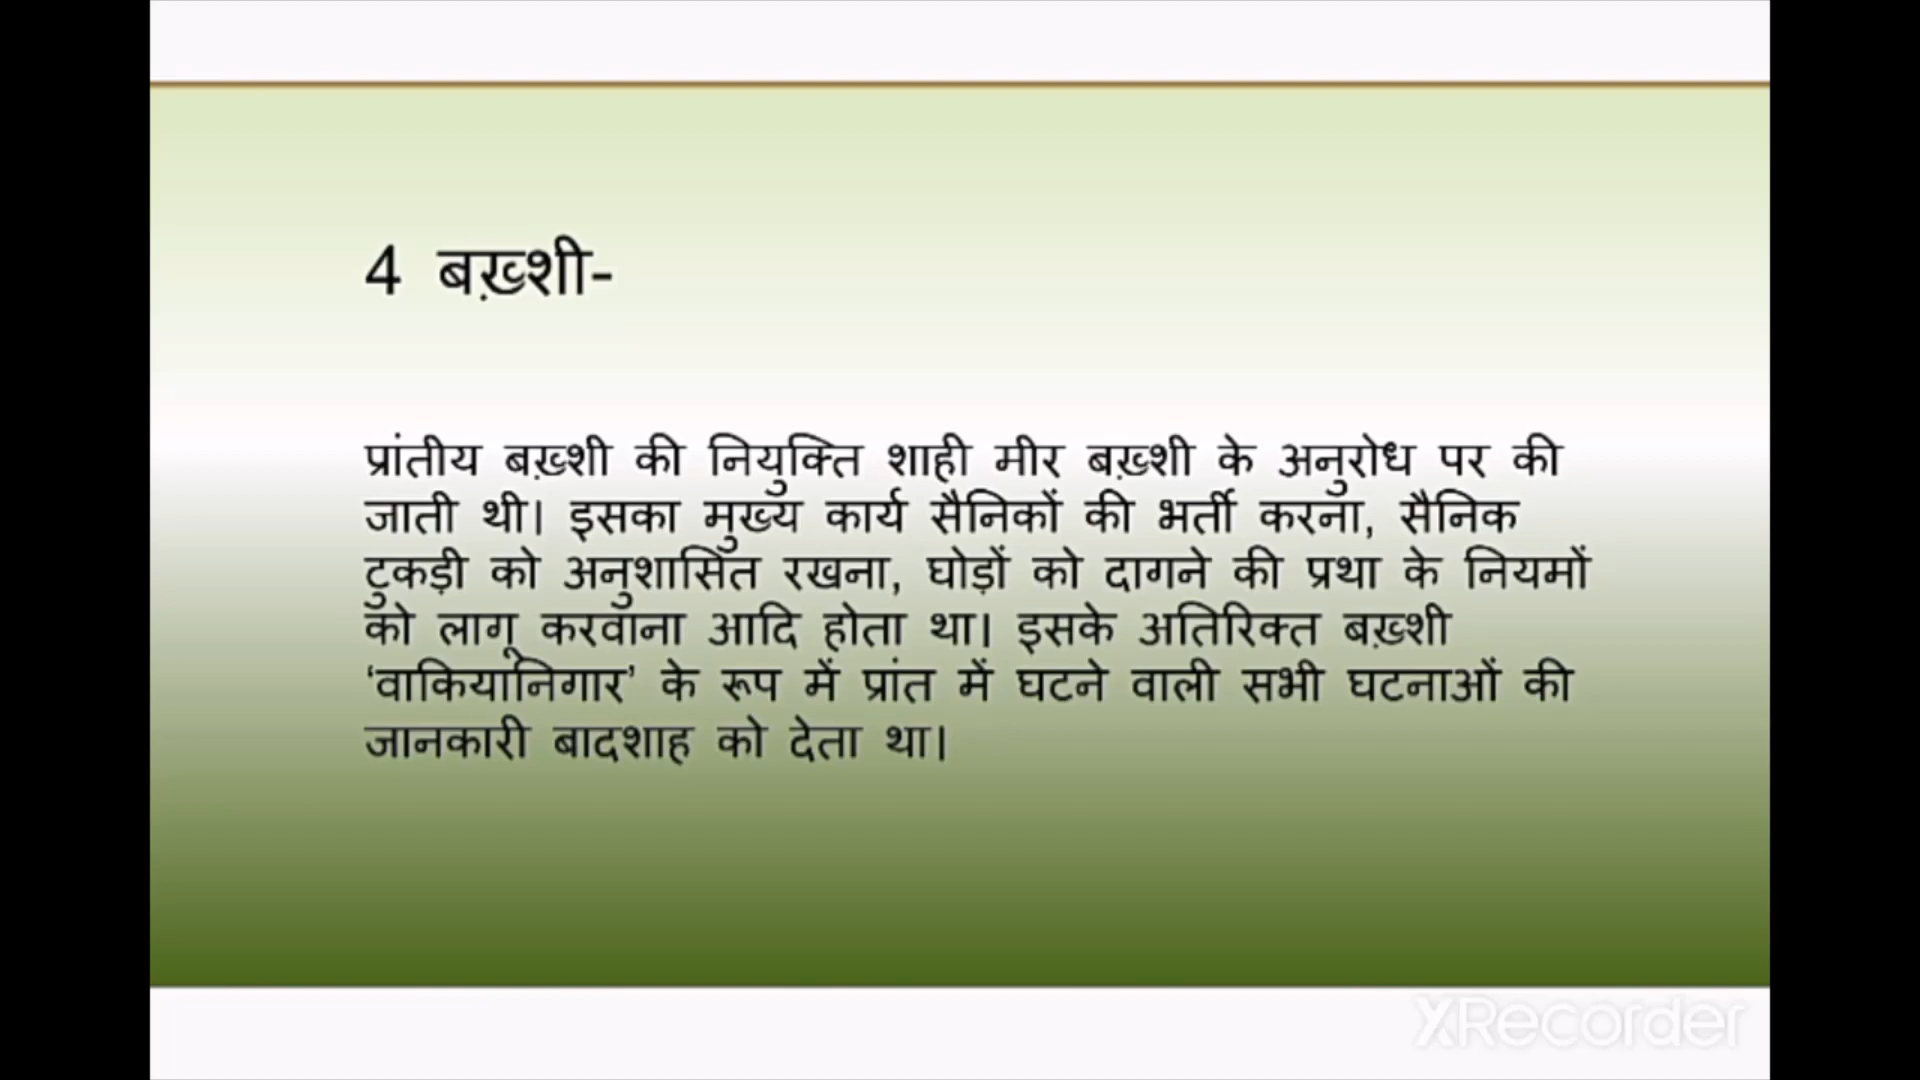 4 बख़्शी-
प्रांतीय बख़्शी की नियुक्ति शाही मीर बख़्शी के अनुरोध पर की
जाती थी। इसका मुख्य कार्य सैनिकों की भर्ती करना, सैनिक
टुकड़ी को अनुशासित रखना, घोड़ों को दागने की प्रथा के नियमों
को लागू करवाना आदि होता था। इसके अतिरिक्त बख़्शी
‘वाकियानिगार’ के रूप में प्रांत में घटने वाली सभी घटनाओं की
जानकारी बादशाह को देता था।
XRecorder